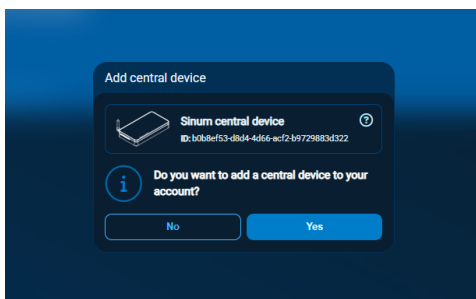 Add central device
Sinum central device
?
ID: b0b8ef53-d8d4-4d66-acf2-b9729883d322
i
Do you want to add a central device to your
account?
No
Yes